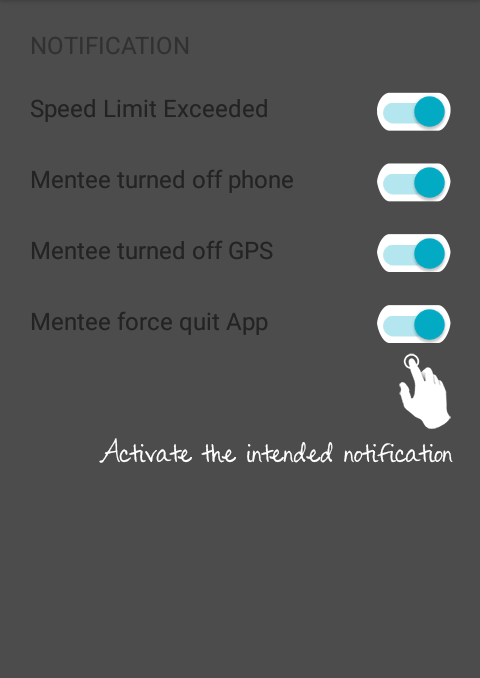 NOTIFICATION
Speed Limit Exceeded
Mentee turned off phone
Mentee turned off GPS
Mentee force quit App
Activate the intended notification